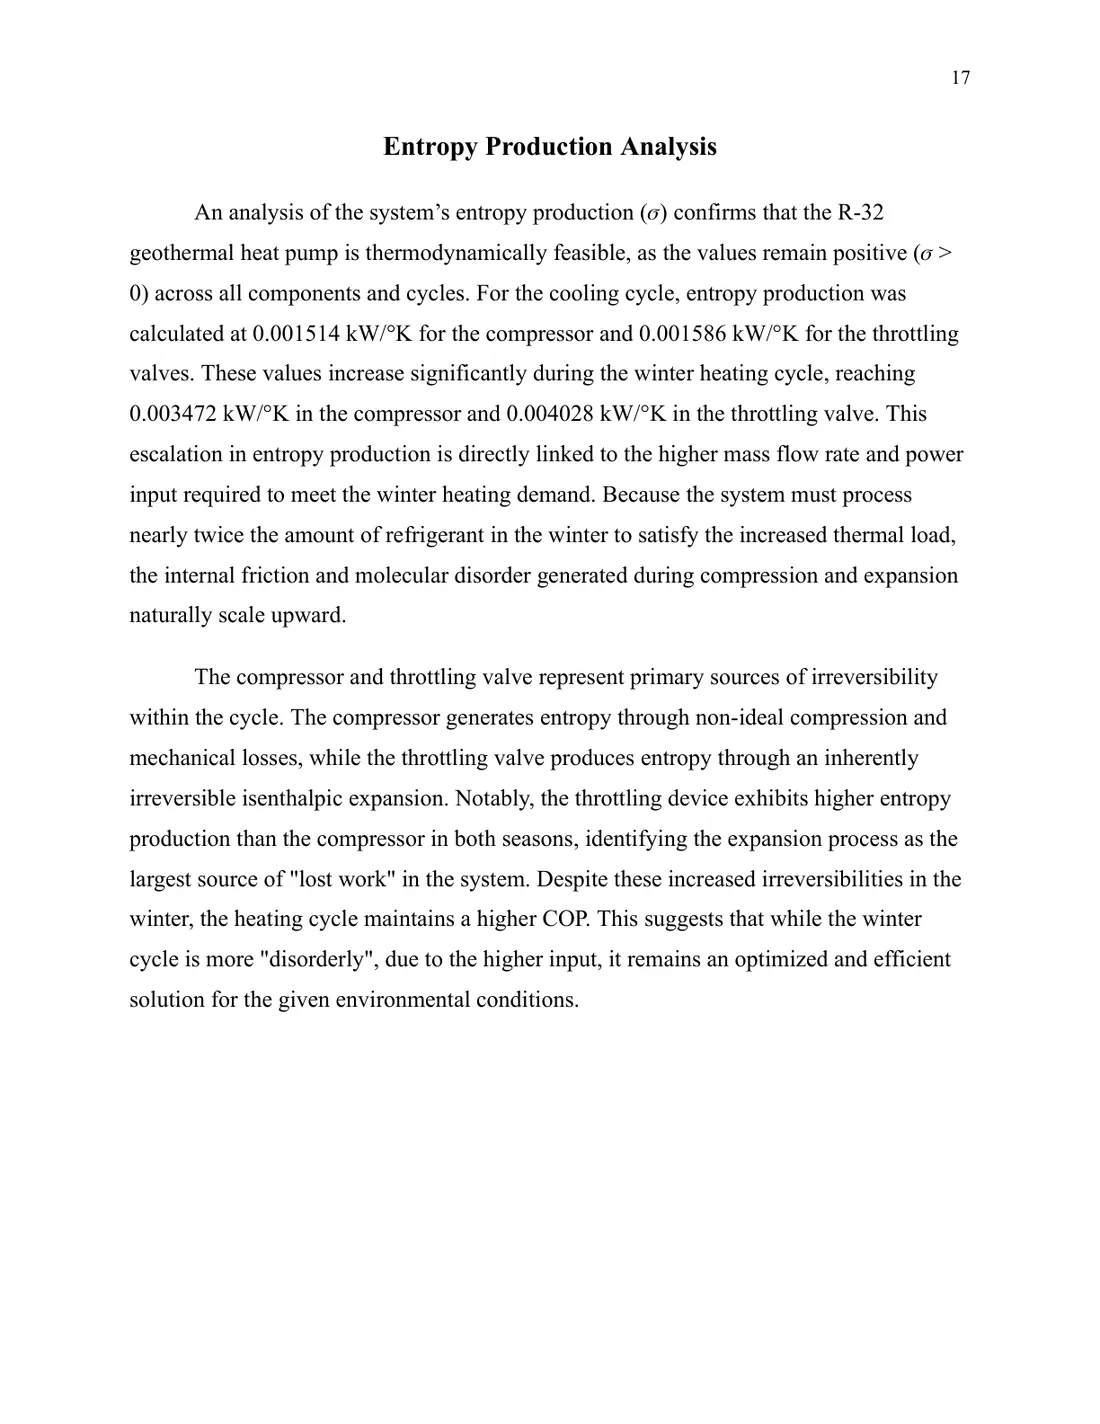 17
Entropy Production Analysis
An analysis of the system’s entropy production (σ) confirms that the R-32
geothermal heat pump is thermodynamically feasible, as the values remain positive (σ >
0) across all components and cycles. For the cooling cycle, entropy production was
calculated at 0.001514 kW/°K for the compressor and 0.001586 kW/°K for the throttling
valves. These values increase significantly during the winter heating cycle, reaching
0.003472 kW/°K in the compressor and 0.004028 kW/°K in the throttling valve. This
escalation in entropy production is directly linked to the higher mass flow rate and power
input required to meet the winter heating demand. Because the system must process
nearly twice the amount of refrigerant in the winter to satisfy the increased thermal load,
the internal friction and molecular disorder generated during compression and expansion
naturally scale upward.
The compressor and throttling valve represent primary sources of irreversibility
within the cycle. The compressor generates entropy through non-ideal compression and
mechanical losses, while the throttling valve produces entropy through an inherently
irreversible isenthalpic expansion. Notably, the throttling device exhibits higher entropy
production than the compressor in both seasons, identifying the expansion process as the
largest source of "lost work" in the system. Despite these increased irreversibilities in the
winter, the heating cycle maintains a higher COP. This suggests that while the winter
cycle is more "disorderly", due to the higher input, it remains an optimized and efficient
solution for the given environmental conditions.